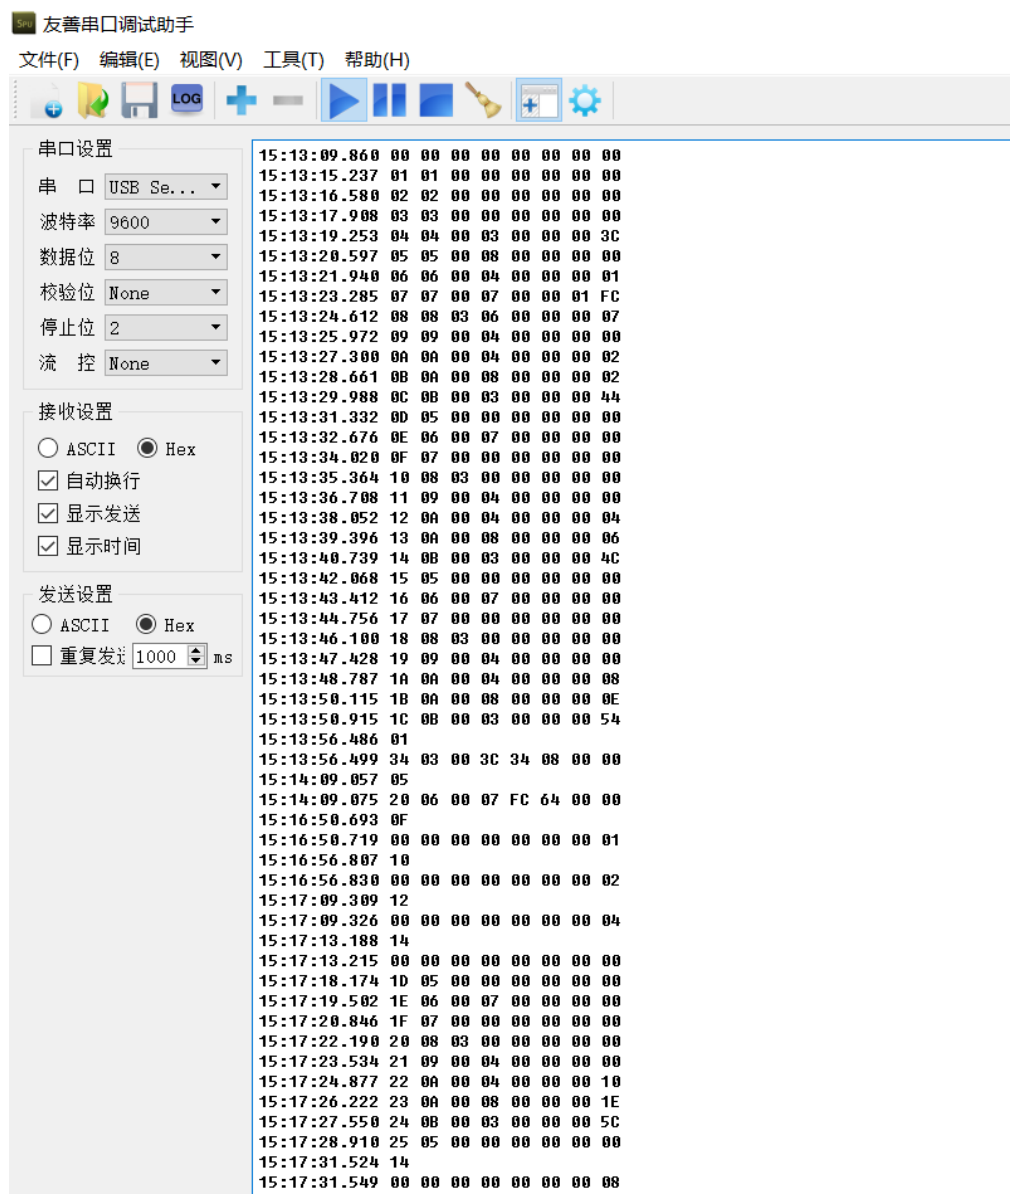 友善串口调试助手
文件(F) 编辑(E) 视图(V) 工具(T) 帮助(H)
LOG
串口设置
串 口 USB Se...
波特率 9600
数据位 8
校验位 None
停止位 2
流 控 None
接收设置
ASCII Hex
自动换行
显示发送
显示时间
发送设置
ASCII Hex
重复发 1000 ms
15:13:09.860 00 00 00 00 00 00 00 00
15:13:15.237 01 01 00 00 00 00 00 00
15:13:16.580 02 02 00 00 00 00 00 00
15:13:17.908 03 03 00 00 00 00 00 00
15:13:19.253 04 04 00 03 00 00 00 3C
15:13:20.597 05 05 00 08 00 00 00 00
15:13:21.940 06 06 00 04 00 00 00 01
15:13:23.285 07 07 00 07 00 00 01 FC
15:13:24.612 08 08 03 06 00 00 00 07
15:13:25.972 09 09 00 04 00 00 00 00
15:13:27.300 0A 0A 00 04 00 00 00 02
15:13:28.661 0B 0A 00 08 00 00 00 02
15:13:29.988 0C 0B 00 03 00 00 00 44
15:13:31.332 0D 05 00 00 00 00 00 00
15:13:32.676 0E 06 00 07 00 00 00 00
15:13:34.020 0F 07 00 00 00 00 00 00
15:13:35.364 10 08 03 00 00 00 00 00
15:13:36.708 11 09 00 04 00 00 00 00
15:13:38.052 12 0A 00 04 00 00 00 04
15:13:39.396 13 0A 00 08 00 00 00 06
15:13:40.739 14 0B 00 03 00 00 00 4C
15:13:42.068 15 05 00 00 00 00 00 00
15:13:43.412 16 06 00 07 00 00 00 00
15:13:44.756 17 07 00 00 00 00 00 00
15:13:46.100 18 08 03 00 00 00 00 00
15:13:47.428 19 09 00 04 00 00 00 00
15:13:48.787 1A 0A 00 04 00 00 00 08
15:13:50.115 1B 0A 00 08 00 00 00 0E
15:13:50.915 1C 0B 00 03 00 00 00 54
15:13:56.486 01
15:13:56.499 34 03 00 3C 34 08 00 00
15:14:09.057 05
15:14:09.075 20 06 00 07 FC 64 00 00
15:16:50.693 0F
15:16:50.719 00 00 00 00 00 00 00 01
15:16:56.807 10
15:16:56.830 00 00 00 00 00 00 00 02
15:17:09.309 12
15:17:09.326 00 00 00 00 00 00 00 04
15:17:13.188 14
15:17:13.215 00 00 00 00 00 00 00 00
15:17:18.174 1D 05 00 00 00 00 00 00
15:17:19.502 1E 06 00 07 00 00 00 00
15:17:20.846 1F 07 00 00 00 00 00 00
15:17:22.190 20 08 03 00 00 00 00 00
15:17:23.534 21 09 00 04 00 00 00 00
15:17:24.877 22 0A 00 04 00 00 00 10
15:17:26.222 23 0A 00 08 00 00 00 1E
15:17:27.550 24 0B 00 03 00 00 00 5C
15:17:28.910 25 05 00 00 00 00 00 00
15:17:31.524 14
15:17:31.549 00 00 00 00 00 00 00 08